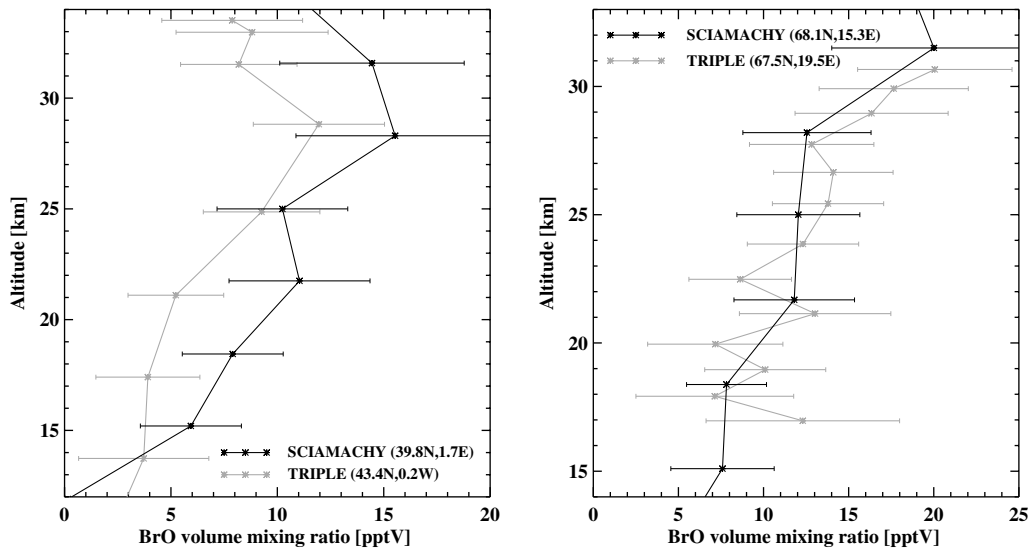 30
25
20
15
Altitude [km]
0 5 10 15 20
BrO volume mixing ratio [pptV]
SCIAMACHY (39.8N,1.7E)
TRIPLE (43.4N,0.2W)
30
25
20
15
Altitude [km]
0 5 10 15 20 25
BrO volume mixing ratio [pptV]
SCIAMACHY (68.1N,15.3E)
TRIPLE (67.5N,19.5E)